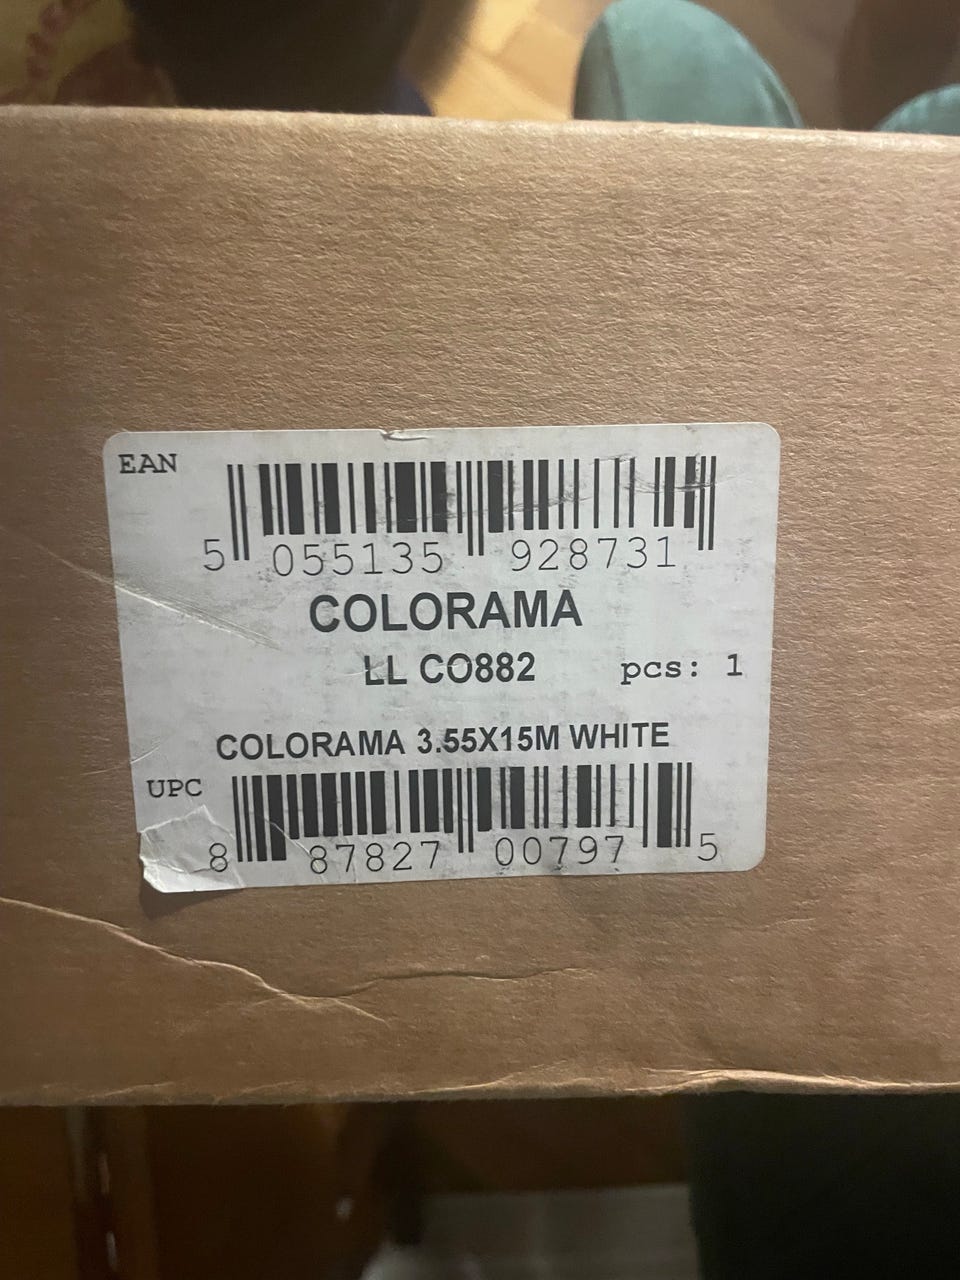 EAN
5 055135 928731
COLORAMA
LL CO882 pcs: 1
COLORAMA 3.55X15M WHITE
UPC
8 87827 00797 5